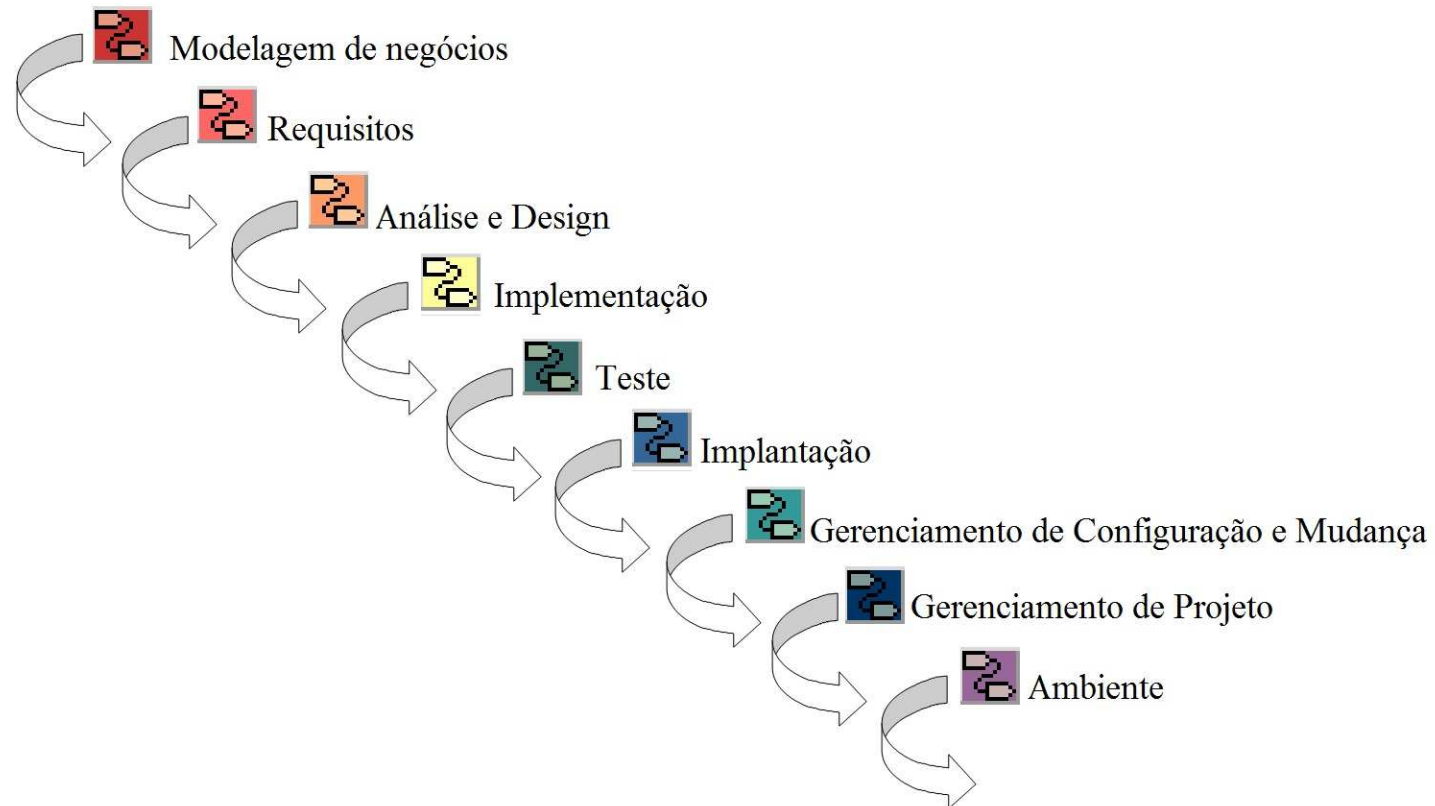 Modelagem de negócios
Requisitos
Análise e Design
Implementação
Teste
Implantação
Gerenciamento de Configuração e Mudança
Gerenciamento de Projeto
Ambiente